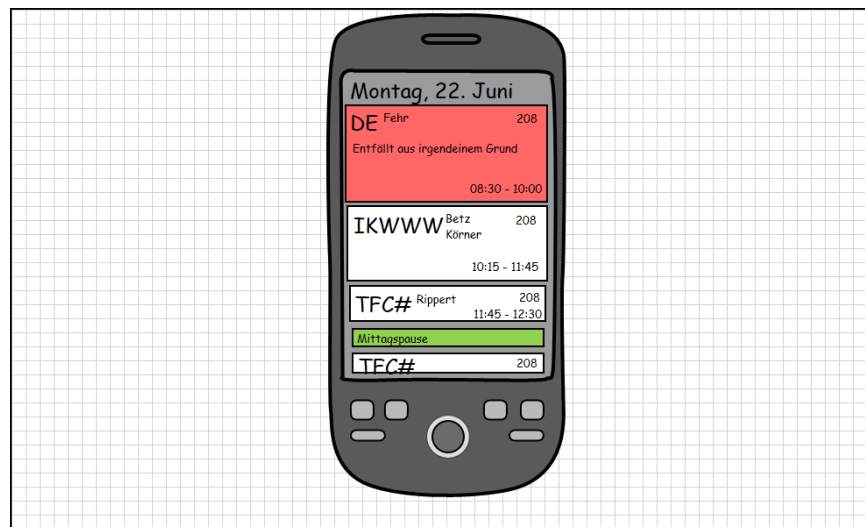 Montag, 22. Juni
DE Fehr 208
Entfällt aus irgendeinem Grund
08:30 - 10:00
IKWWW Betz 208
Körner
10:15 - 11:45
TFC# Rippert 208
11:45 - 12:30
Mittagspause
TFC# 208